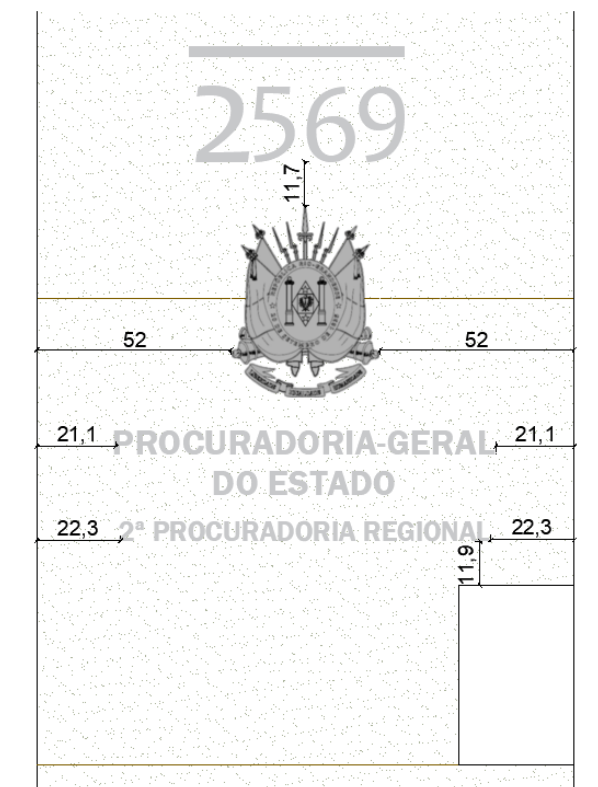 2569
11,7
52 52
21,1 PROCURADORIA-GERAL 21,1
DO ESTADO
22,3 2ª PROCURADORIA REGIONAL 22,3
11,9